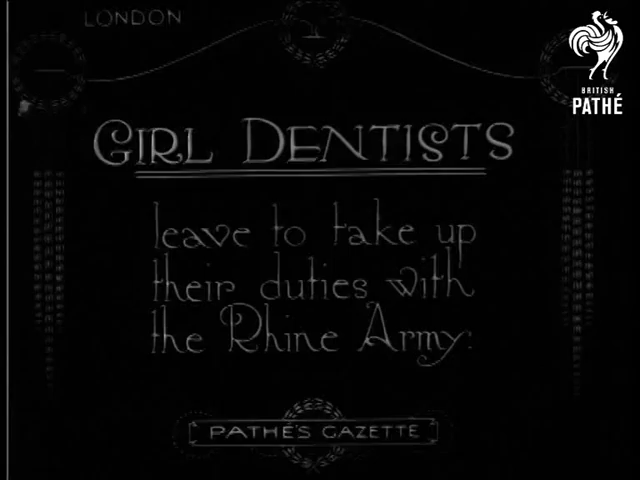 LONDON
BRITISH
PATHÉ
GIRL DENTISTS
leave to take up
their duties with
the Rhine Army:
PATHÉ'S GAZETTE